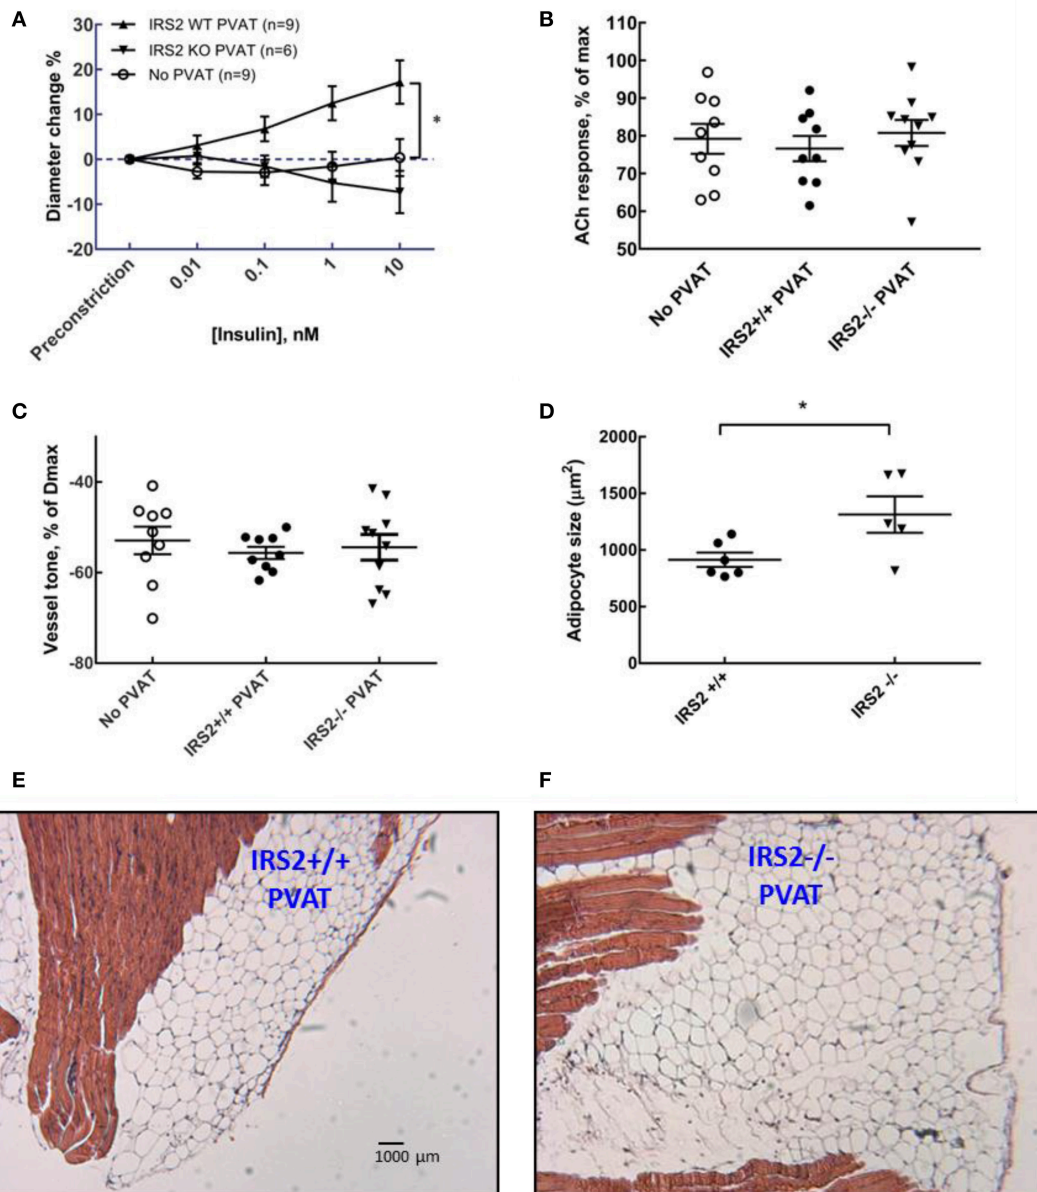 A
30
20
10
0
-10
-20
Diameter change %
IRS2 WT PVAT (n=9)
IRS2 KO PVAT (n=6)
No PVAT (n=9)
*
Preconstriction
0.01
0.1
1
10
[Insulin], nM
B
110
100
90
80
70
60
50
ACh response, % of max
No PVAT
IRS2+/+ PVAT
IRS2-/- PVAT
C
-40
-60
-80
Vessel tone, % of Dmax
No PVAT
IRS2+/+ PVAT
IRS2-/- PVAT
D
*
2000
1500
1000
500
0
Adipocyte size (µm²)
IRS2 +/+
IRS2 -/-
E
IRS2+/+
PVAT
1000 µm
F
IRS2-/-
PVAT